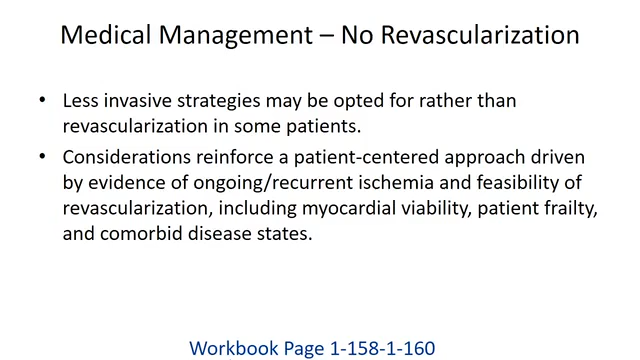 Medical Management – No Revascularization
• Less invasive strategies may be opted for rather than
revascularization in some patients.
• Considerations reinforce a patient-centered approach driven
by evidence of ongoing/recurrent ischemia and feasibility of
revascularization, including myocardial viability, patient frailty,
and comorbid disease states.
Workbook Page 1-158-1-160